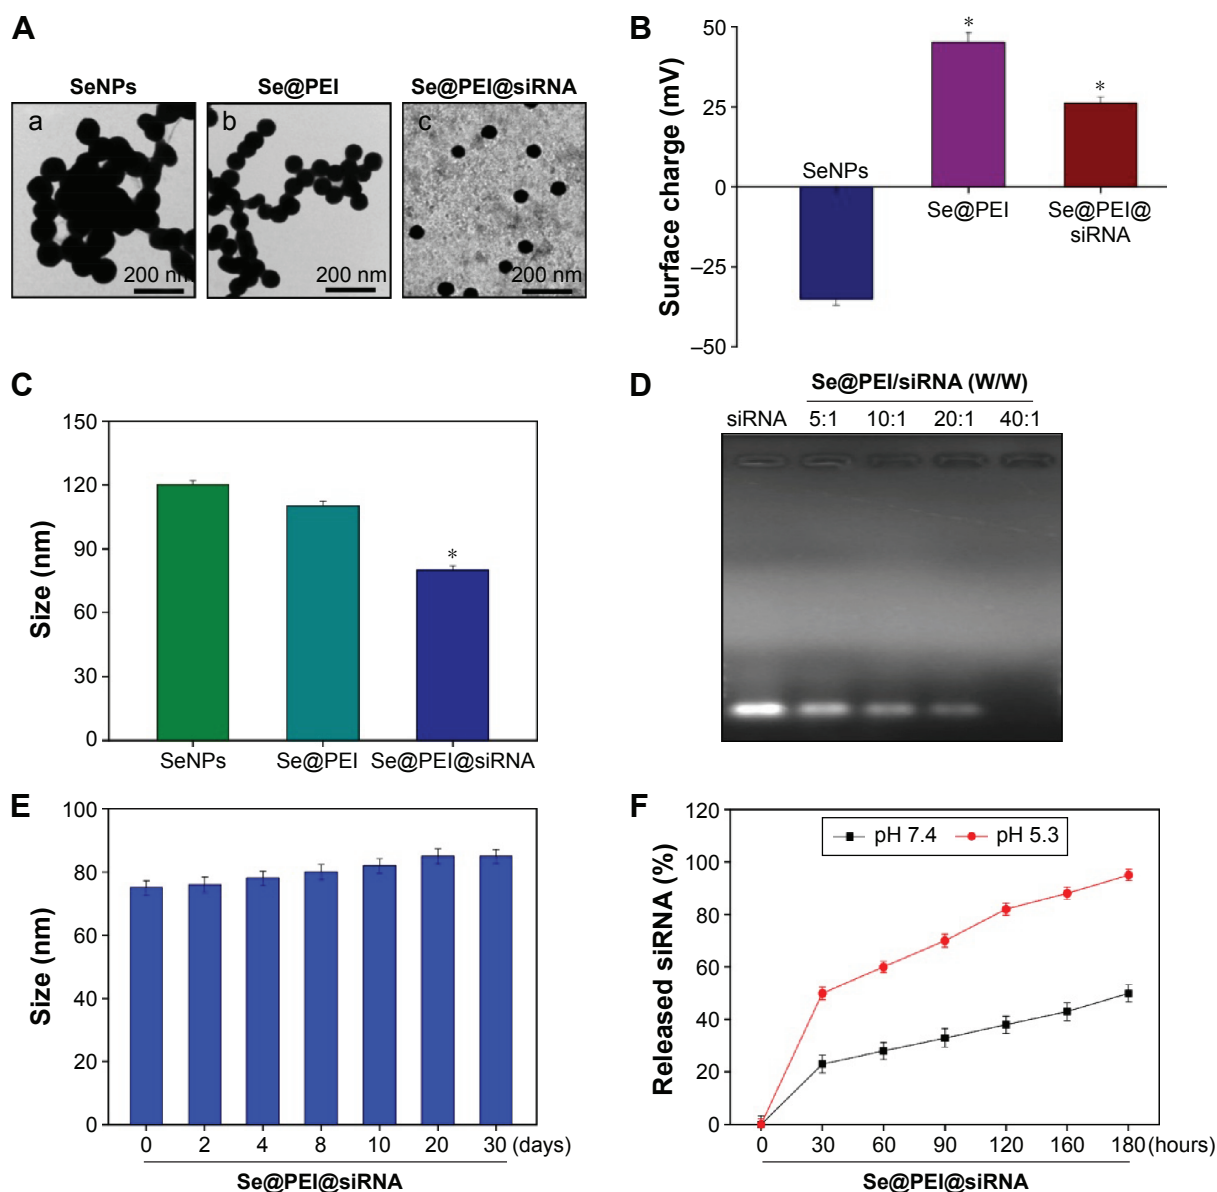 A
SeNPs
Se@PEI
Se@PEI@siRNA
a
b
c
200 nm
200 nm
200 nm
B
Surface charge (mV)
50
25
0
–25
–50
SeNPs
*
Se@PEI
*
Se@PEI@
siRNA
C
Size (nm)
150
120
90
60
30
0
*
SeNPs
Se@PEI
Se@PEI@siRNA
D
Se@PEI/siRNA (W/W)
siRNA
5:1
10:1
20:1
40:1
E
Size (nm)
100
80
60
40
20
0
0
2
4
8
10
20
30
(days)
Se@PEI@siRNA
F
Released siRNA (%)
120
100
80
60
40
20
0
pH 7.4
pH 5.3
0
30
60
90
120
160
180
(hours)
Se@PEI@siRNA